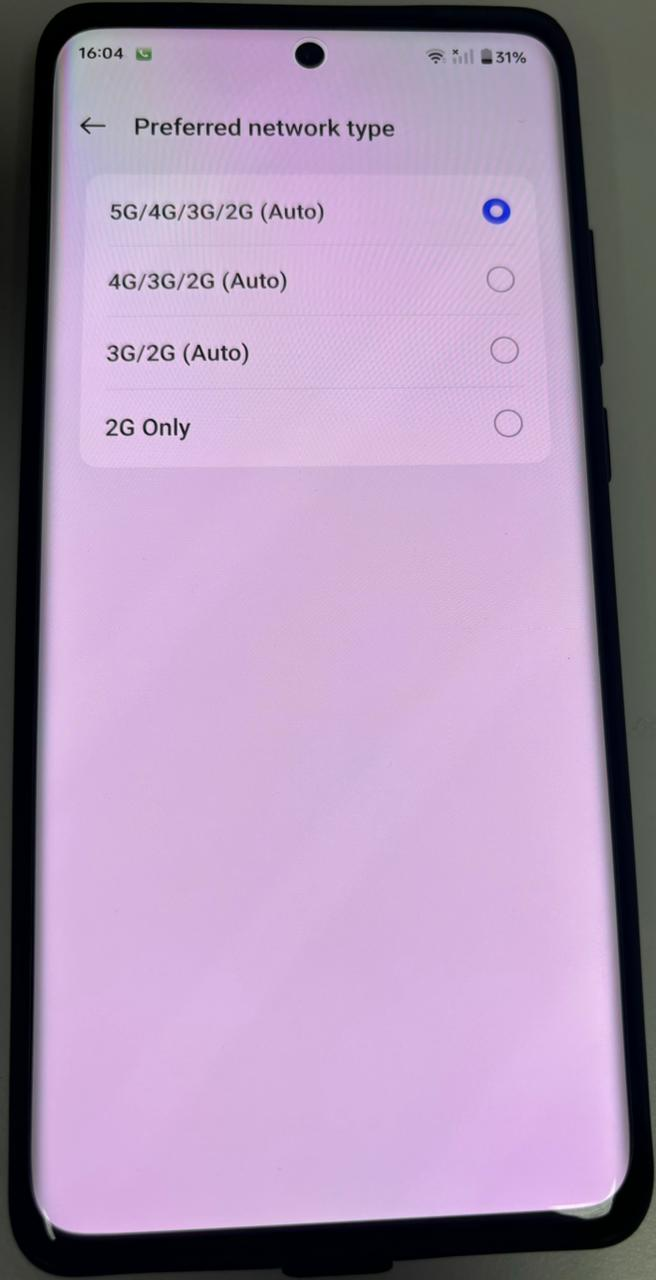 16:04 31%
Preferred network type
5G/4G/3G/2G (Auto)
4G/3G/2G (Auto)
3G/2G (Auto)
2G Only